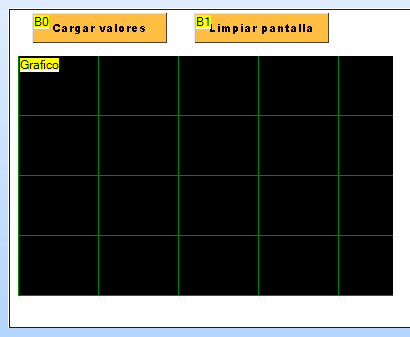 B0
Cargar valores
B1
Limpiar pantalla
Grafico